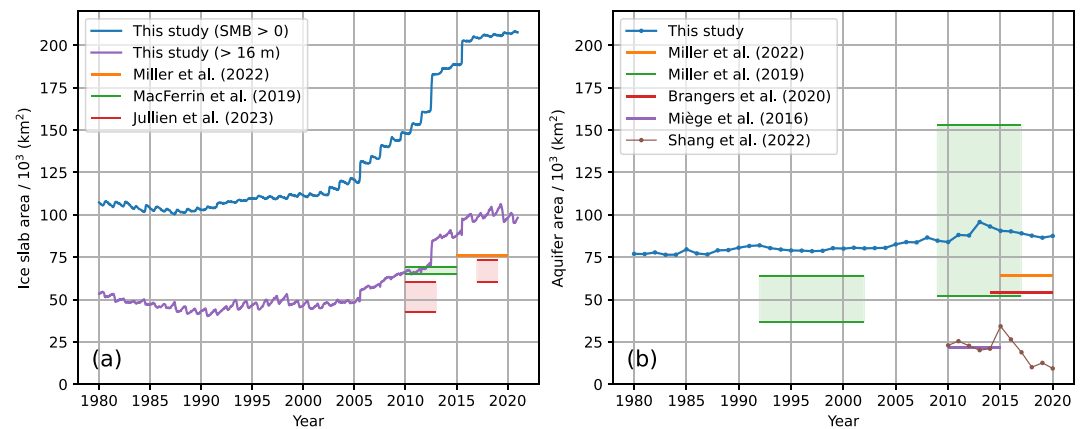 This study (SMB > 0)
This study (> 16 m)
Miller et al. (2022)
MacFerrin et al. (2019)
Jullien et al. (2023)
200
175
150
125
100
75
50
25
0
Ice slab area / 10³ (km²)
(a)
1980 1985 1990 1995 2000 2005 2010 2015 2020
Year
This study
Miller et al. (2022)
Miller et al. (2019)
Brangers et al. (2020)
Miège et al. (2016)
Shang et al. (2022)
200
175
150
125
100
75
50
25
0
Aquifer area / 10³ (km²)
(b)
1980 1985 1990 1995 2000 2005 2010 2015 2020
Year